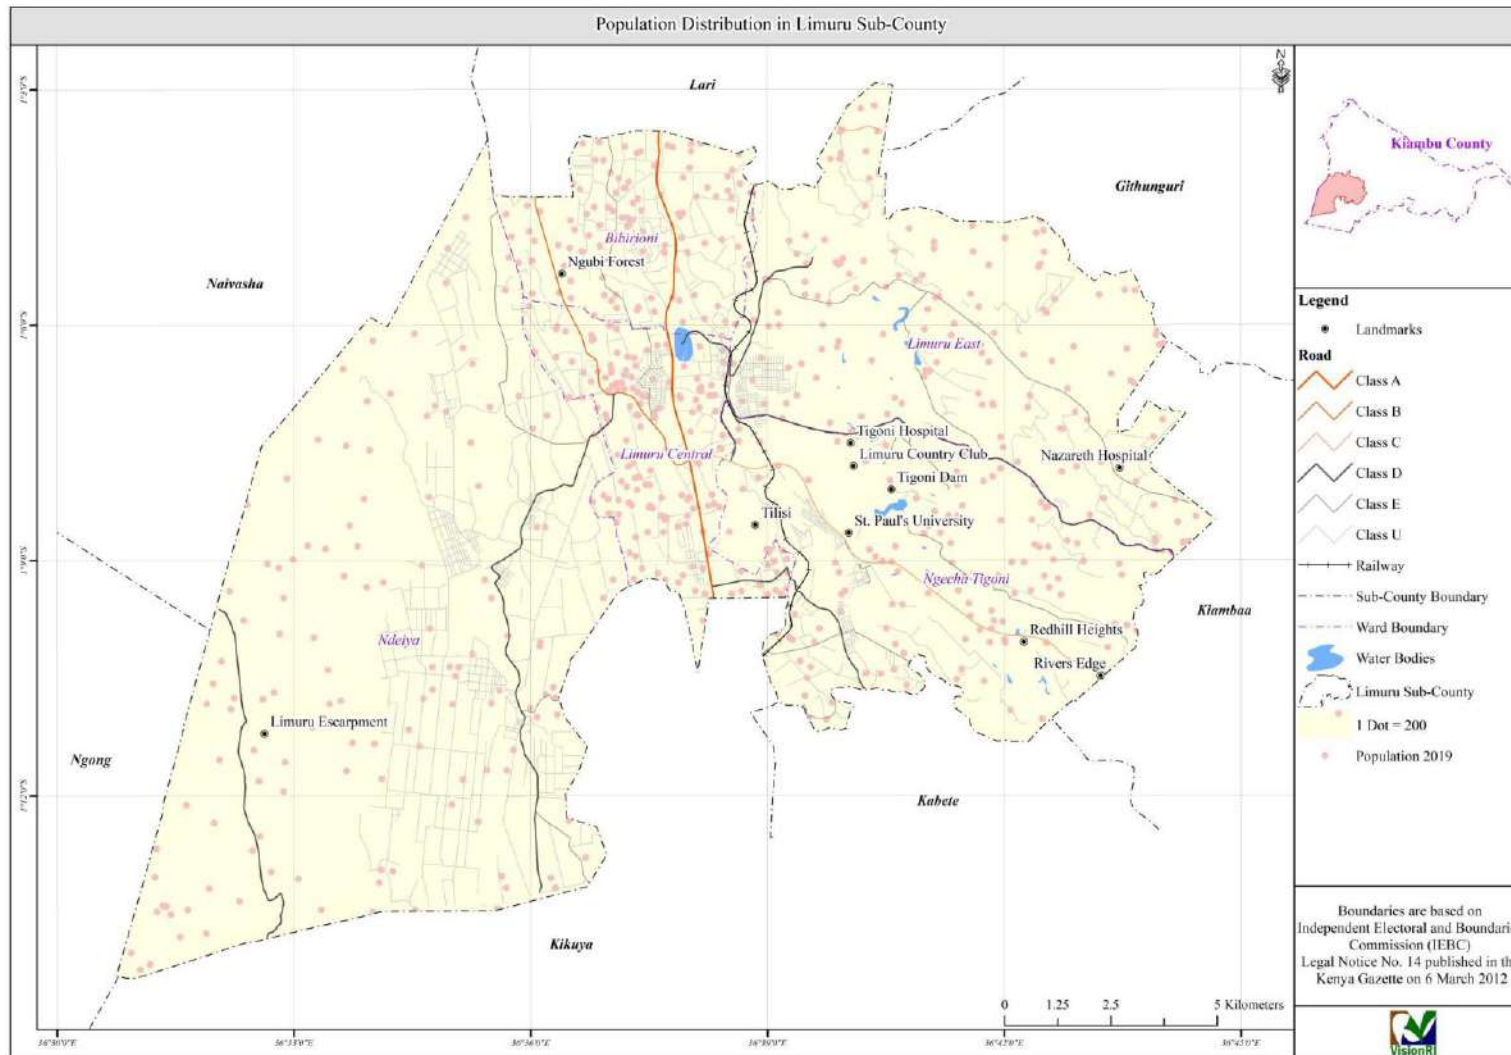 Population Distribution in Limuru Sub-County
N
Lari
Githunguri
Naivasha
Bibirioni
Ngubi Forest
Limuru East
Tigoni Hospital
Limuru Country Club
Nazareth Hospital
Limuru Central
Tigoni Dam
Tilisi
St. Paul's University
Ngecha Tigoni
Kiambaa
Ndeiya
Redhill Heights
Rivers Edge
Limuru Escarpment
Ngong
Kabete
Kikuya
0 1.25 2.5 5 Kilometers
Kiambu County
Legend
Landmarks
Road
Class A
Class B
Class C
Class D
Class E
Class U
Railway
Sub-County Boundary
Ward Boundary
Water Bodies
Limuru Sub-County
1 Dot = 200
Population 2019
Boundaries are based on
Independent Electoral and Boundari
Commission (IEBC)
Legal Notice No. 14 published in th
Kenya Gazette on 6 March 2012
VisionRI